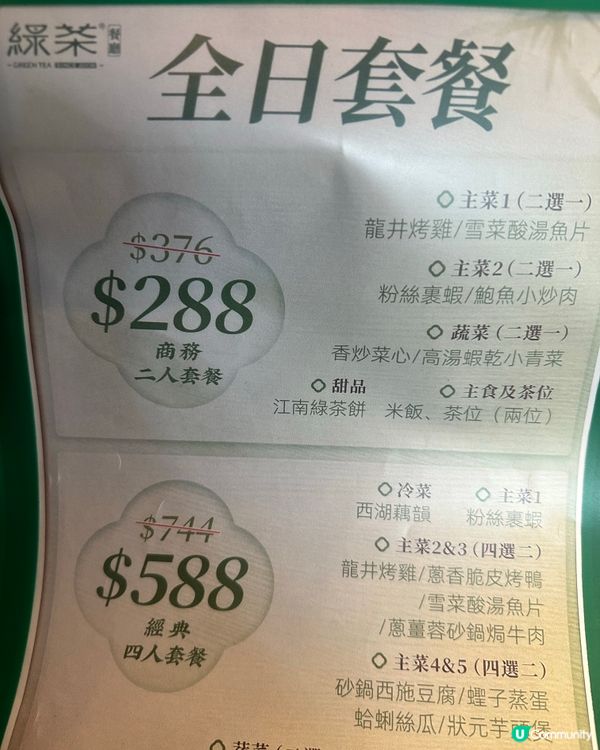 綠茶餐廳
GREEN TEA
全日套餐
$376
$288
商務
二人套餐
主菜1(二選一)
龍井烤雞/雪菜酸湯魚片
主菜2(二選一)
粉絲裹蝦/鮑魚小炒肉
蔬菜(二選一)
香炒菜心/高湯蝦乾小青菜
甜品
江南綠茶餅
主食及茶位
米飯、茶位(兩位)
$744
$588
經典
四人套餐
冷菜
西湖藕韻
主菜1
粉絲裹蝦
主菜2&3(四選二)
龍井烤雞/蔥香脆皮烤鴨
/雪菜酸湯魚片
/蔥薑蓉砂鍋焗牛肉
主菜4&5(四選二)
砂鍋西施豆腐/蟶子蒸蛋
蛤蜊絲瓜/狀元芋頭煲
U Community